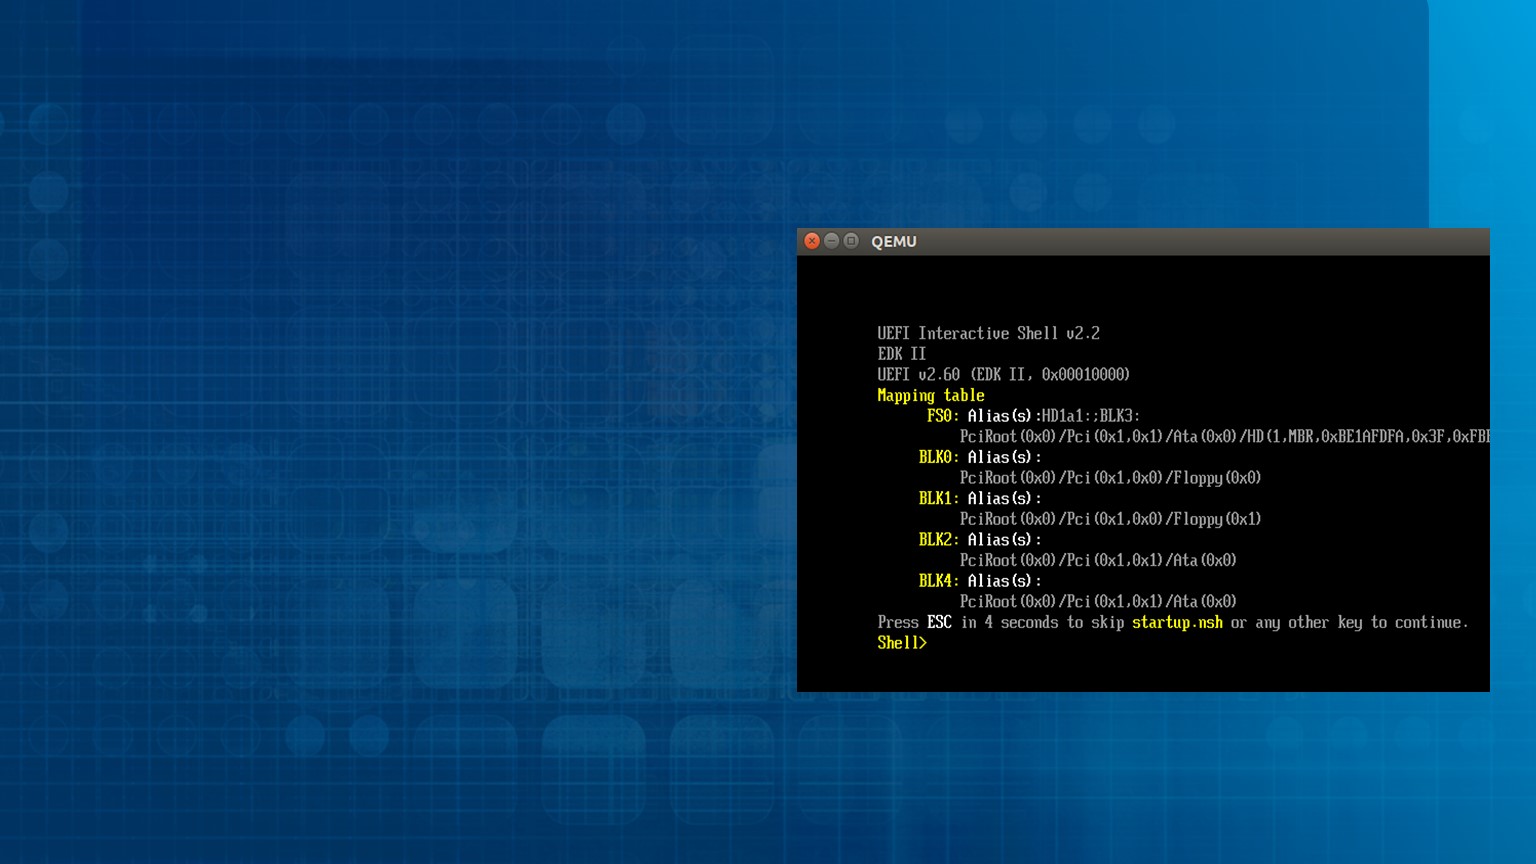 QEMU
UEFI Interactive Shell v2.2
EDK II
UEFI v2.60 (EDK II, 0x00010000)
Mapping table
FS0: Alias(s):HD1a1:;BLK3:
PciRoot(0x0)/Pci(0x1,0x1)/Ata(0x0)/HD(1,MBR,0xBE1AFDFA,0x3F,0xFB
BLK0: Alias(s):
PciRoot(0x0)/Pci(0x1,0x0)/Floppy(0x0)
BLK1: Alias(s):
PciRoot(0x0)/Pci(0x1,0x0)/Floppy(0x1)
BLK2: Alias(s):
PciRoot(0x0)/Pci(0x1,0x1)/Ata(0x0)
BLK4: Alias(s):
PciRoot(0x0)/Pci(0x1,0x1)/Ata(0x0)
Press ESC in 4 seconds to skip startup.nsh or any other key to continue.
Shell>